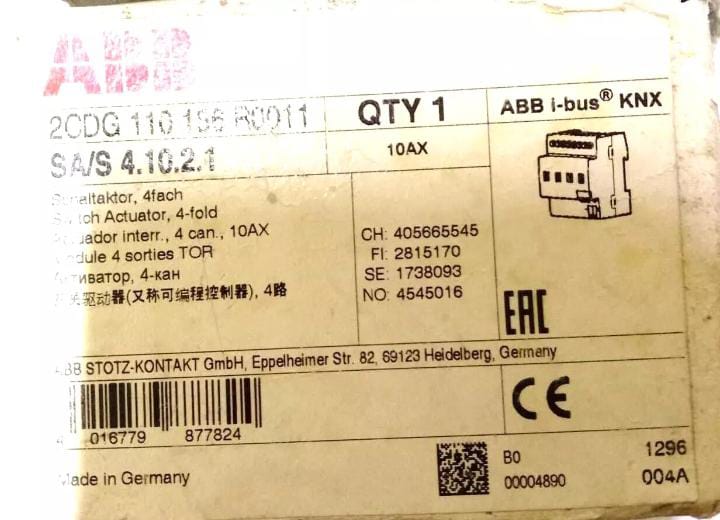 ABB
2CDG 110 156 R0011
QTY 1
ABB i-bus® KNX
SA/S 4.10.2.1
10AX
Schaltaktor, 4fach
Switch Actuator, 4-fold
Actuador interr., 4 can., 10AX
Module 4 sorties TOR
Активатор, 4-кан
开关驱动器(又称可编程控制器), 4路
CH: 405665545
FI: 2815170
SE: 1738093
NO: 4545016
EAC
ABB STOTZ-KONTAKT GmbH, Eppelheimer Str. 82, 69123 Heidelberg, Germany
CE
4 016779 877824
Made in Germany
B0
00004890
1296
004A